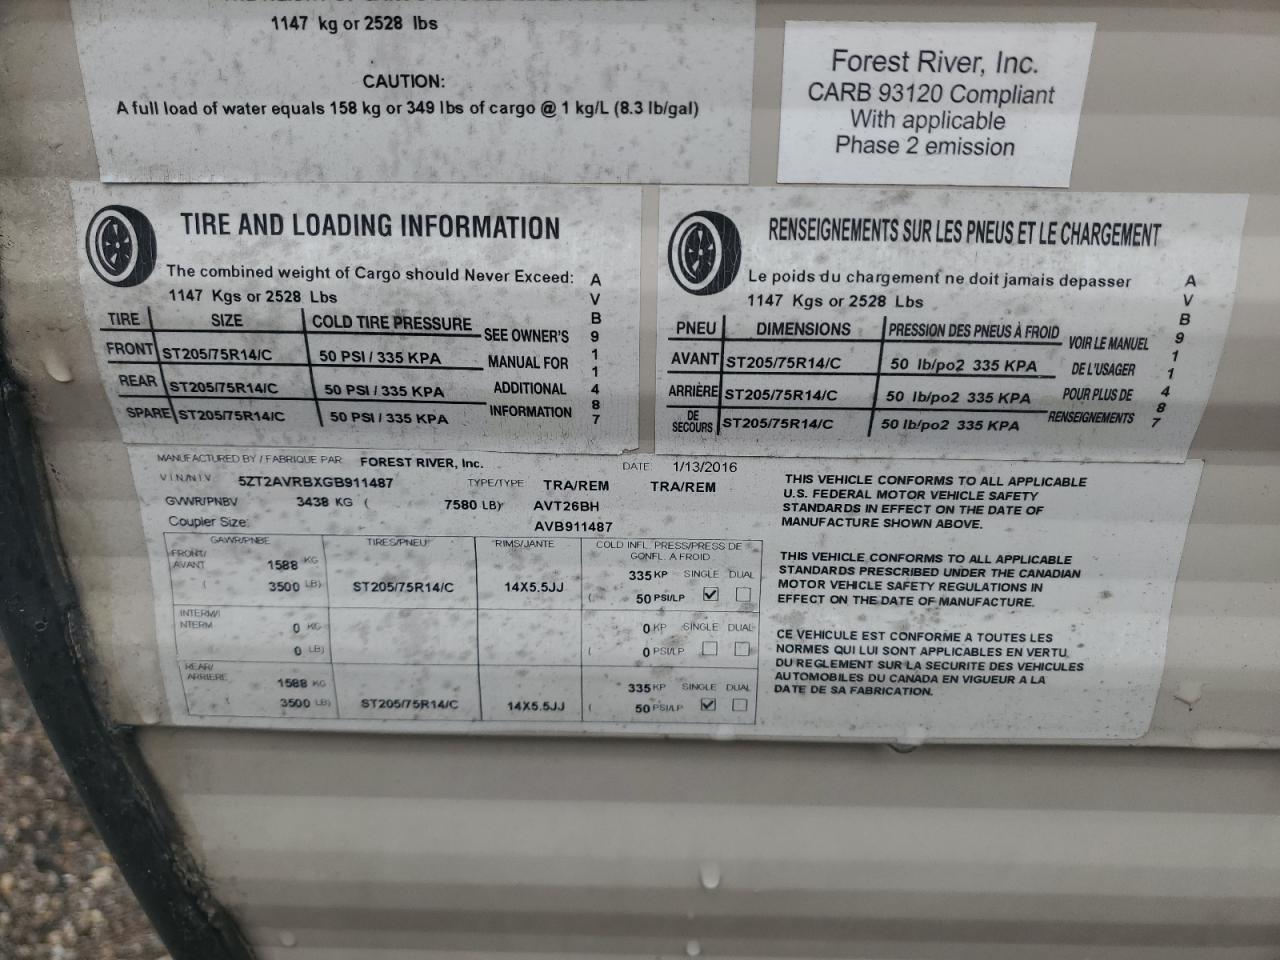 1147 kg or 2528 lbs
CAUTION:
A full load of water equals 158 kg or 349 lbs of cargo @ 1 kg/L (8.3 lb/gal)
Forest River, Inc.
CARB 93120 Compliant
With applicable
Phase 2 emission
TIRE AND LOADING INFORMATION
The combined weight of Cargo should Never Exceed:
1147 Kgs or 2528 Lbs
TIRE SIZE COLD TIRE PRESSURE
FRONT ST205/75R14/C 50 PSI / 335 KPA
REAR ST205/75R14/C 50 PSI / 335 KPA
SPARE ST205/75R14/C 50 PSI / 335 KPA
SEE OWNER'S
MANUAL FOR
ADDITIONAL
INFORMATION
AVB911487
RENSEIGNEMENTS SUR LES PNEUS ET LE CHARGEMENT
Le poids du chargement ne doit jamais depasser
1147 Kgs or 2528 Lbs
PNEU DIMENSIONS PRESSION DES PNEUS À FROID
AVANT ST205/75R14/C 50 lb/po2 335 KPA
ARRIÈRE ST205/75R14/C 50 lb/po2 335 KPA
DE
SECOURS ST205/75R14/C 50 lb/po2 335 KPA
VOIR LE MANUEL
DE L'USAGER
POUR PLUS DE
RENSEIGNEMENTS
AVB911487
MANUFACTURED BY / FABRIQUE PAR FOREST RIVER, Inc. DATE: 1/13/2016
V.I.N./N.I.V 5ZT2AVRBXGB911487 TYPE/TYPE TRA/REM TRA/REM
GVWR/PNBV 3438 KG ( 7580 LB) AVT26BH
Coupler Size: AVB911487
GAWR/PNBE TIRES/PNEU RIMS/JANTE COLD INFL. PRESS/PRESS DE
GONFL. A FROID
FRONT/
AVANT 1588 KG 335 KP SINGLE DUAL
( 3500 LB) ST205/75R14/C 14X5.5JJ ( 50 PSI/LP
INTERM/
INTERM 0 KG 0 KP SINGLE DUAL
0 LB) ( 0 PSI/LP
REAR/
ARRIERE 1588 KG 335 KP SINGLE DUAL
( 3500 LB) ST205/75R14/C 14X5.5JJ ( 50 PSI/LP
THIS VEHICLE CONFORMS TO ALL APPLICABLE
U.S. FEDERAL MOTOR VEHICLE SAFETY
STANDARDS IN EFFECT ON THE DATE OF
MANUFACTURE SHOWN ABOVE.
THIS VEHICLE CONFORMS TO ALL APPLICABLE
STANDARDS PRESCRIBED UNDER THE CANADIAN
MOTOR VEHICLE SAFETY REGULATIONS IN
EFFECT ON THE DATE OF MANUFACTURE.
CE VEHICULE EST CONFORME A TOUTES LES
NORMES QUI LUI SONT APPLICABLES EN VERTU
DU REGLEMENT SUR LA SECURITE DES VEHICULES
AUTOMOBILES DU CANADA EN VIGUEUR A LA
DATE DE SA FABRICATION.